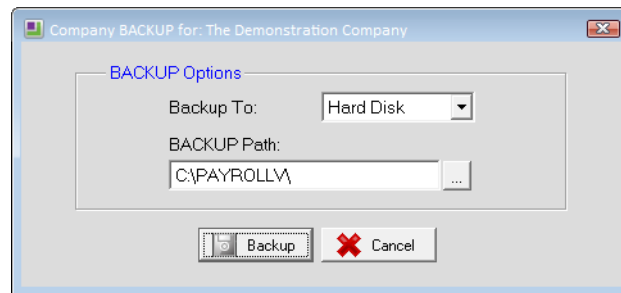 Company BACKUP for: The Demonstration Company
BACKUP Options
Backup To: Hard Disk
BACKUP Path:
C:\PAYROLLV\
...
Backup Cancel